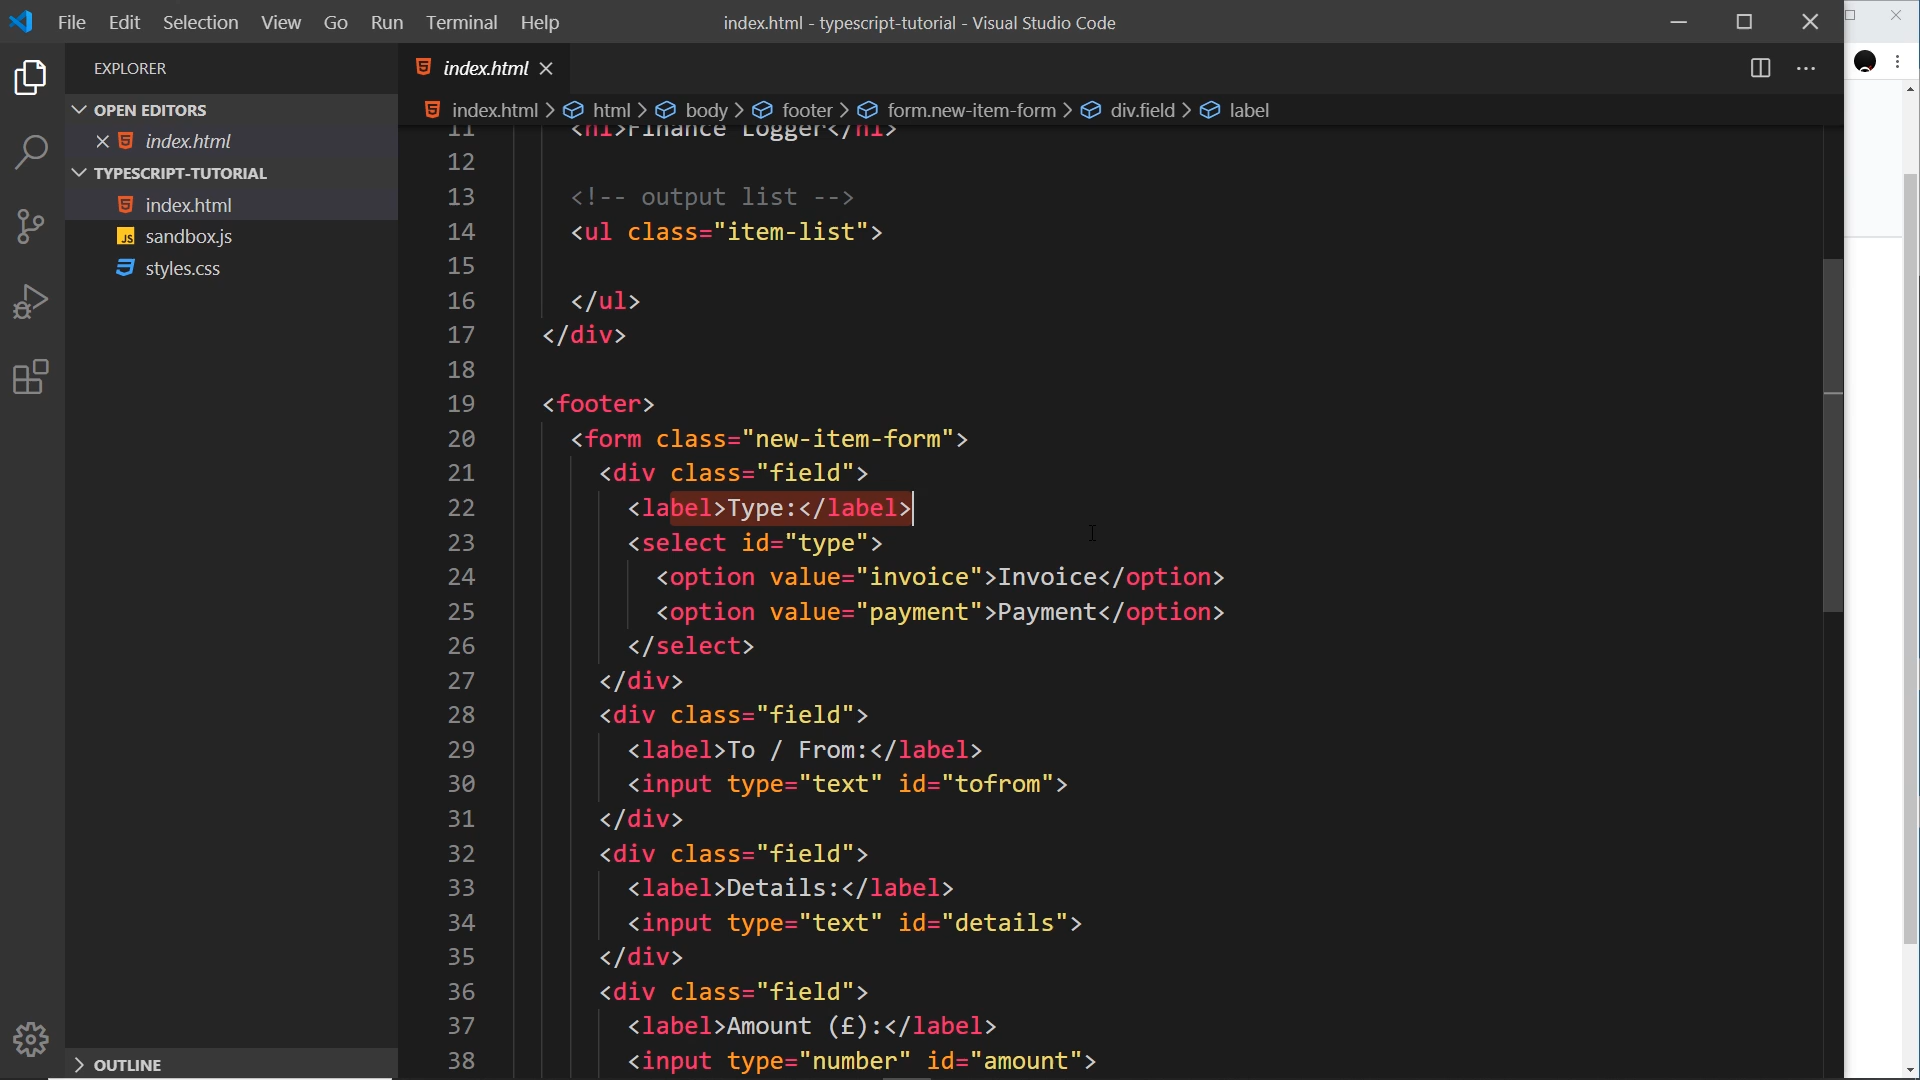 File Edit Selection View Go Run Terminal Help
index.html - typescript-tutorial - Visual Studio Code
EXPLORER
OPEN EDITORS
index.html
TYPESCRIPT-TUTORIAL
index.html
JS sandbox.js
styles.css
OUTLINE
index.html
index.html > html > body > footer > form.new-item-form > div.field > label
11 <h1>Finance Logger</h1>
12
13 <!-- output list -->
14 <ul class="item-list">
15
16 </ul>
17 </div>
18
19 <footer>
20 <form class="new-item-form">
21 <div class="field">
22 <label>Type:</label>
23 <select id="type">
24 <option value="invoice">Invoice</option>
25 <option value="payment">Payment</option>
26 </select>
27 </div>
28 <div class="field">
29 <label>To / From:</label>
30 <input type="text" id="tofrom">
31 </div>
32 <div class="field">
33 <label>Details:</label>
34 <input type="text" id="details">
35 </div>
36 <div class="field">
37 <label>Amount (£):</label>
38 <input type="number" id="amount">